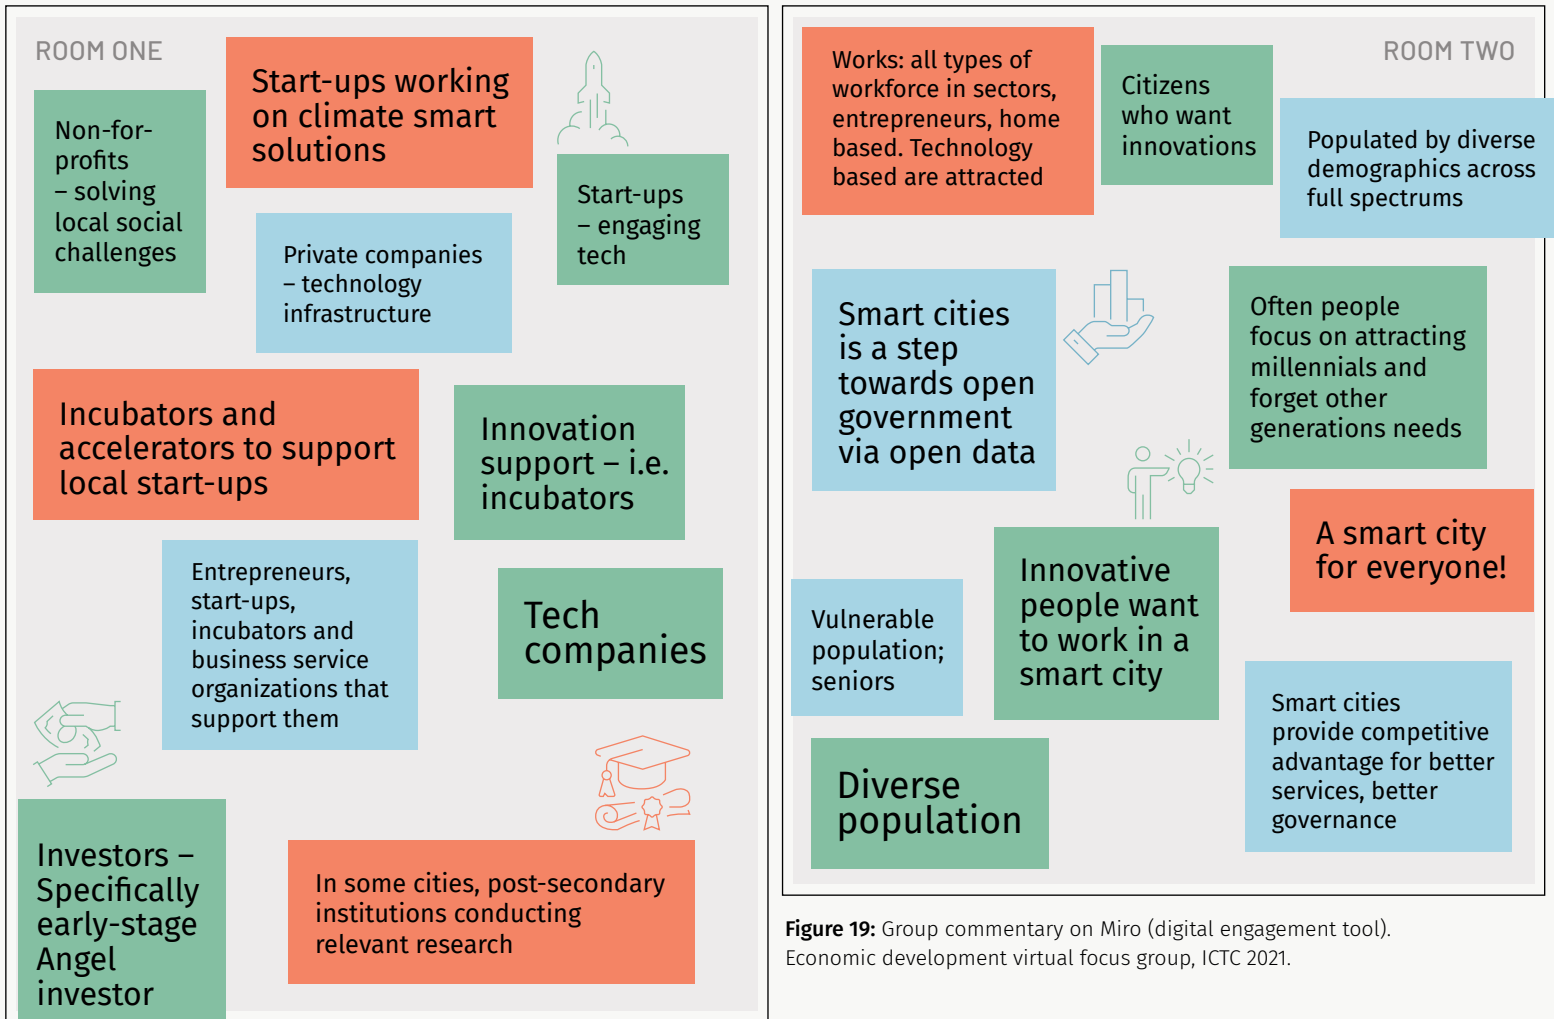 ROOM ONE
Non-for-
profits
– solving
local social
challenges
Start-ups working
on climate smart
solutions
Start-ups
– engaging
tech
Private companies
– technology
infrastructure
Incubators and
accelerators to support
local start-ups
Innovation
support – i.e.
incubators
Entrepreneurs,
start-ups,
incubators and
business service
organizations that
support them
Tech
companies
Investors –
Specifically
early-stage
Angel
investor
In some cities, post-secondary
institutions conducting
relevant research
ROOM TWO
Works: all types of
workforce in sectors,
entrepreneurs, home
based. Technology
based are attracted
Citizens
who want
innovations
Populated by diverse
demographics across
full spectrums
Smart cities
is a step
towards open
government
via open data
Often people
focus on attracting
millennials and
forget other
generations needs
A smart city
for everyone!
Innovative
people want
to work in a
smart city
Vulnerable
population;
seniors
Smart cities
provide competitive
advantage for better
services, better
governance
Diverse
population
Figure 19: Group commentary on Miro (digital engagement tool).
Economic development virtual focus group, ICTC 2021.